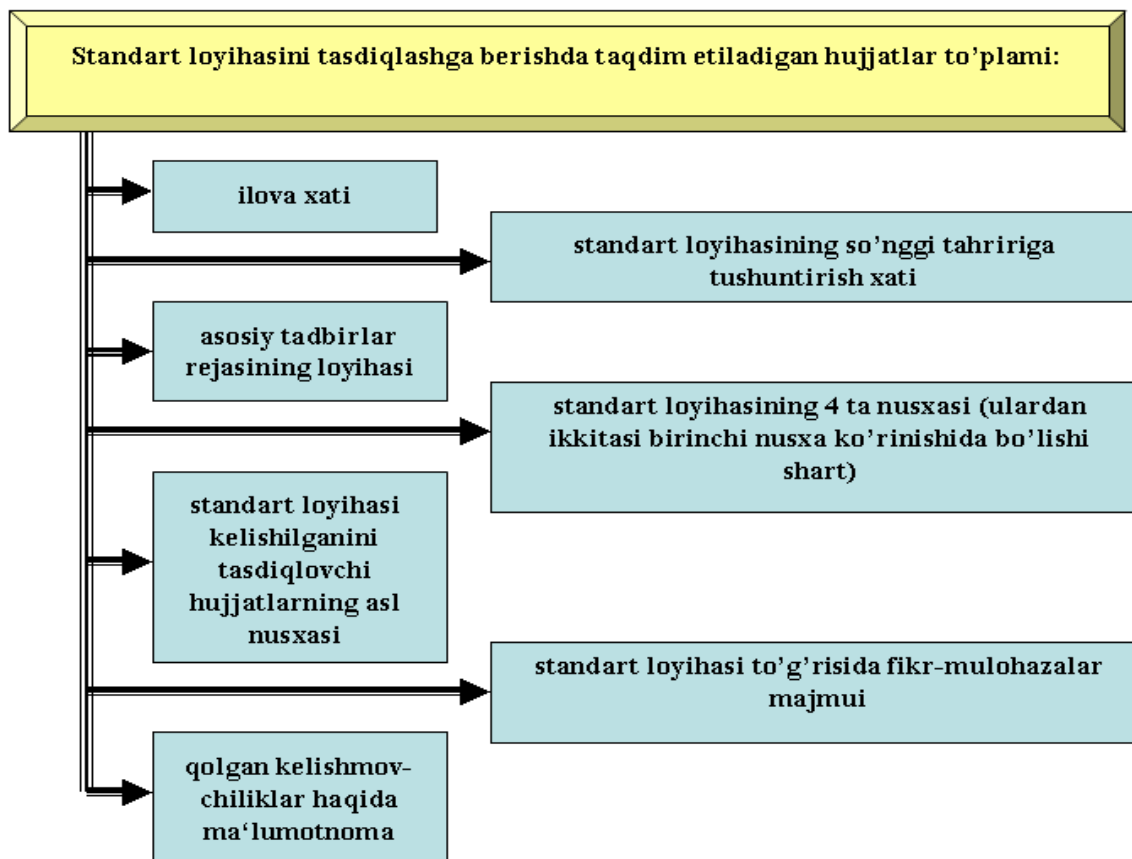 Standart loyihasini tasdiqlashga berishda taqdim etiladigan hujjatlar to’plami:
ilova xati
standart loyihasining so’nggi tahririga
tushuntirish xati
asosiy tadbirlar
rejasining loyihasi
standart loyihasining 4 ta nusxasi (ulardan
ikkitasi birinchi nusxa ko’rinishida bo’lishi
shart)
standart loyihasi
kelishilganini
tasdiqlovchi
hujjatlarning asl
nusxasi
standart loyihasi to’g’risida fikr-mulohazalar
majmui
qolgan kelishmov-
chiliklar haqida
ma‘lumotnoma